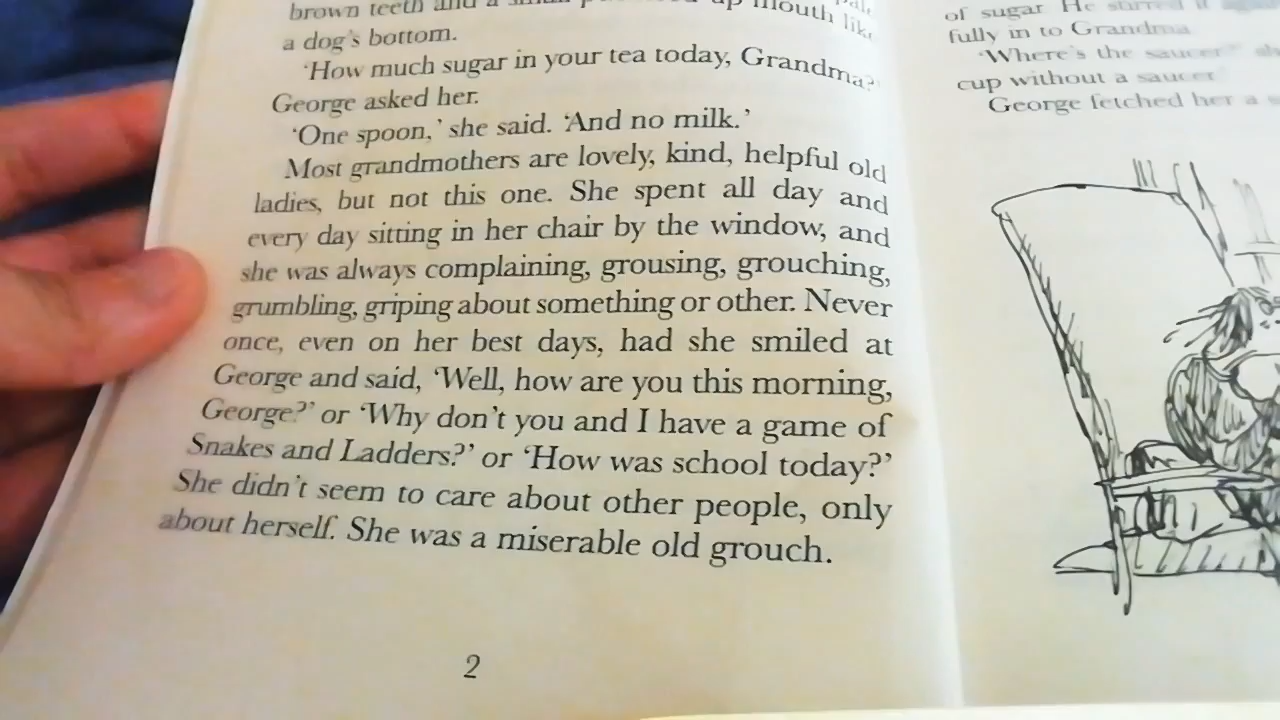 brown teeth and a small up mouth like
a dog's bottom.
'How much sugar in your tea today, Grandma?'
George asked her.
'One spoon,' she said. 'And no milk.'
Most grandmothers are lovely, kind, helpful old
ladies, but not this one. She spent all day and
every day sitting in her chair by the window, and
she was always complaining, grousing, grouching,
grumbling, griping about something or other. Never
once, even on her best days, had she smiled at
George and said, 'Well, how are you this morning,
George?' or 'Why don't you and I have a game of
Snakes and Ladders?' or 'How was school today?'
She didn't seem to care about other people, only
about herself. She was a miserable old grouch.
2
of sugar. He stirred it
fully in to Grandma.
'Where's the saucer?'
cup without a saucer.'
George fetched her a